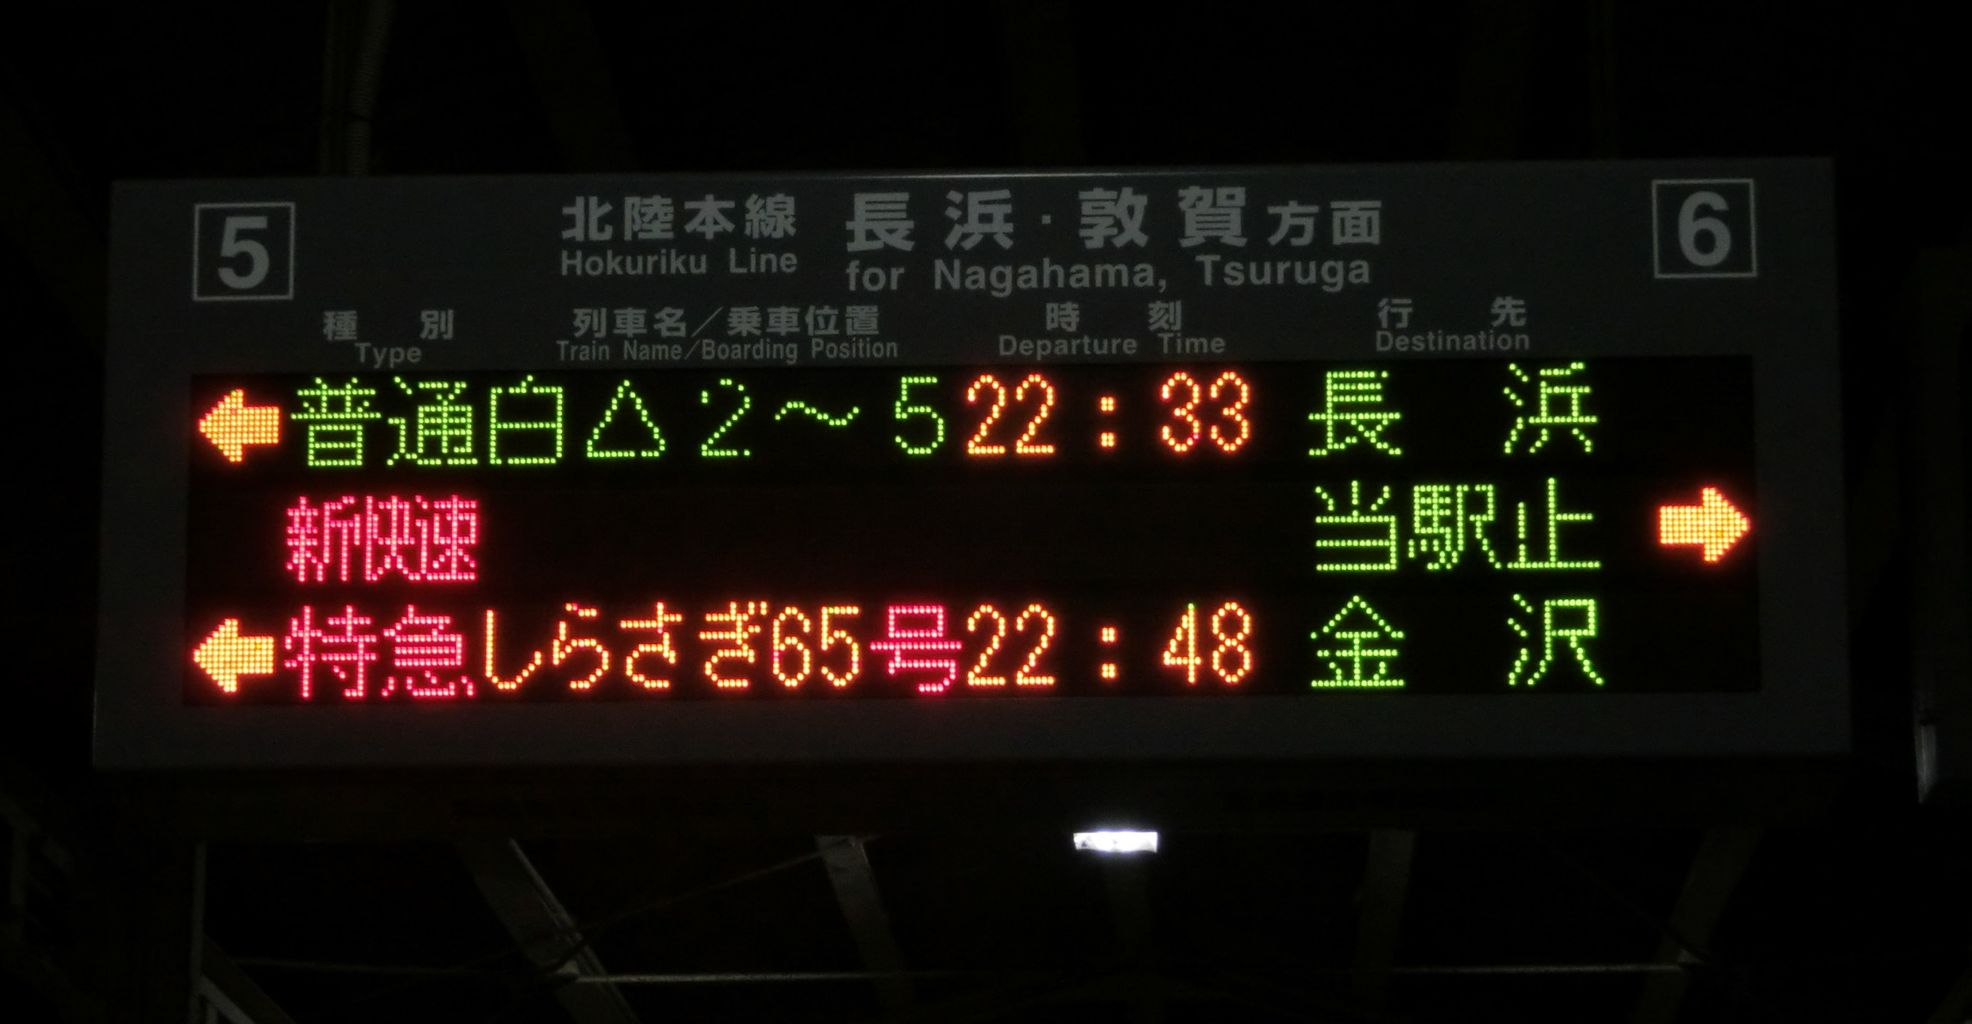 5 北陸本線 長浜・敦賀方面 6
Hokuriku Line for Nagahama, Tsuruga
種別 列車名／乗車位置 時刻 行先
Type Train Name／Boarding Position Departure Time Destination
←普通白△2～5 22:33 長浜
新快速 当駅止 →
←特急しらさぎ65号22:48 金沢